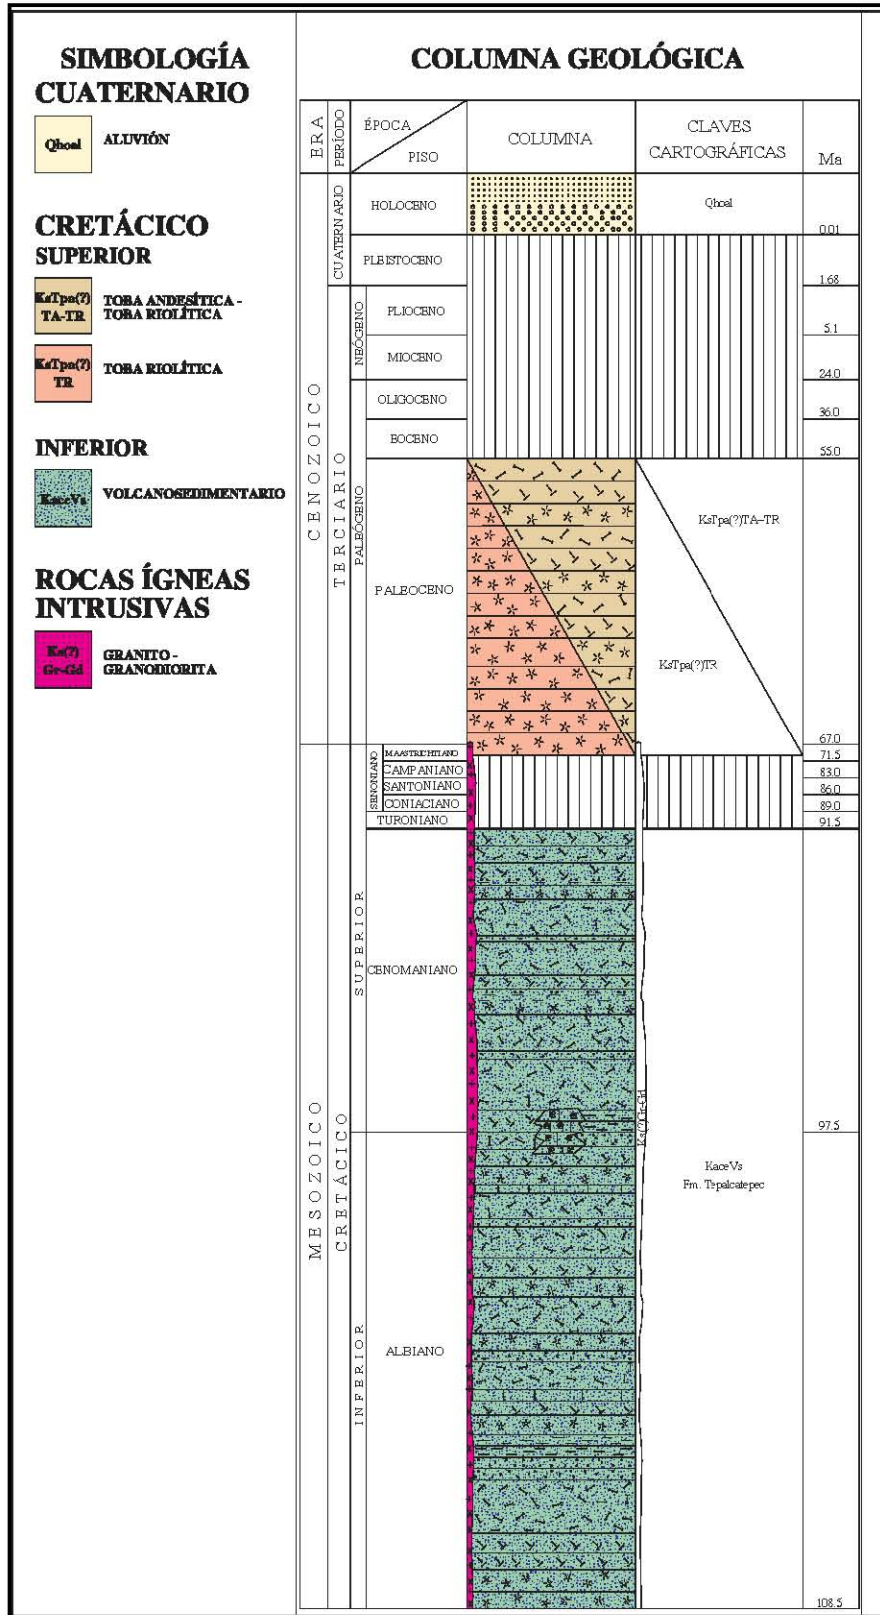 SIMBOLOGÍA
CUATERNARIO
Qhoal
ALUVIÓN
CRETÁCICO
SUPERIOR
KsTpa(?)
TA-TR
TOBA ANDESÍTICA -
TOBA RIOLÍTICA
KsTpa(?)
TR
TOBA RIOLÍTICA
INFERIOR
KaceVs
VOLCANOSEDIMENTARIO
ROCAS ÍGNEAS
INTRUSIVAS
Ks(?)
Gr-Gd
GRANITO -
GRANODIORITA
COLUMNA GEOLÓGICA
ERA
PERÍODO
ÉPOCA
PISO
COLUMNA
CLAVES
CARTOGRÁFICAS
Ma
CENOZOICO
CUATERNARIO
HOLOCENO
Qhoal
0.01
PLEISTOCENO
1.68
TERCIARIO
NEÓGENO
PLIOCENO
5.1
MIOCENO
24.0
PALEÓGENO
OLIGOCENO
36.0
EOCENO
55.0
PALEOCENO
KsTpa(?)TA-TR
KsTpa(?)TR
67.0
MESOZOICO
CRETÁCICO
SUPERIOR
SENONIANO
MAASTRICHTIANO
71.5
CAMPANIANO
83.0
SANTONIANO
86.0
CONIACIANO
89.0
TURONIANO
91.5
CENOMANIANO
Ks(?)Gr-Gd
97.5
KaceVs
Fm. Tepalcatepec
INFERIOR
ALBIANO
108.5